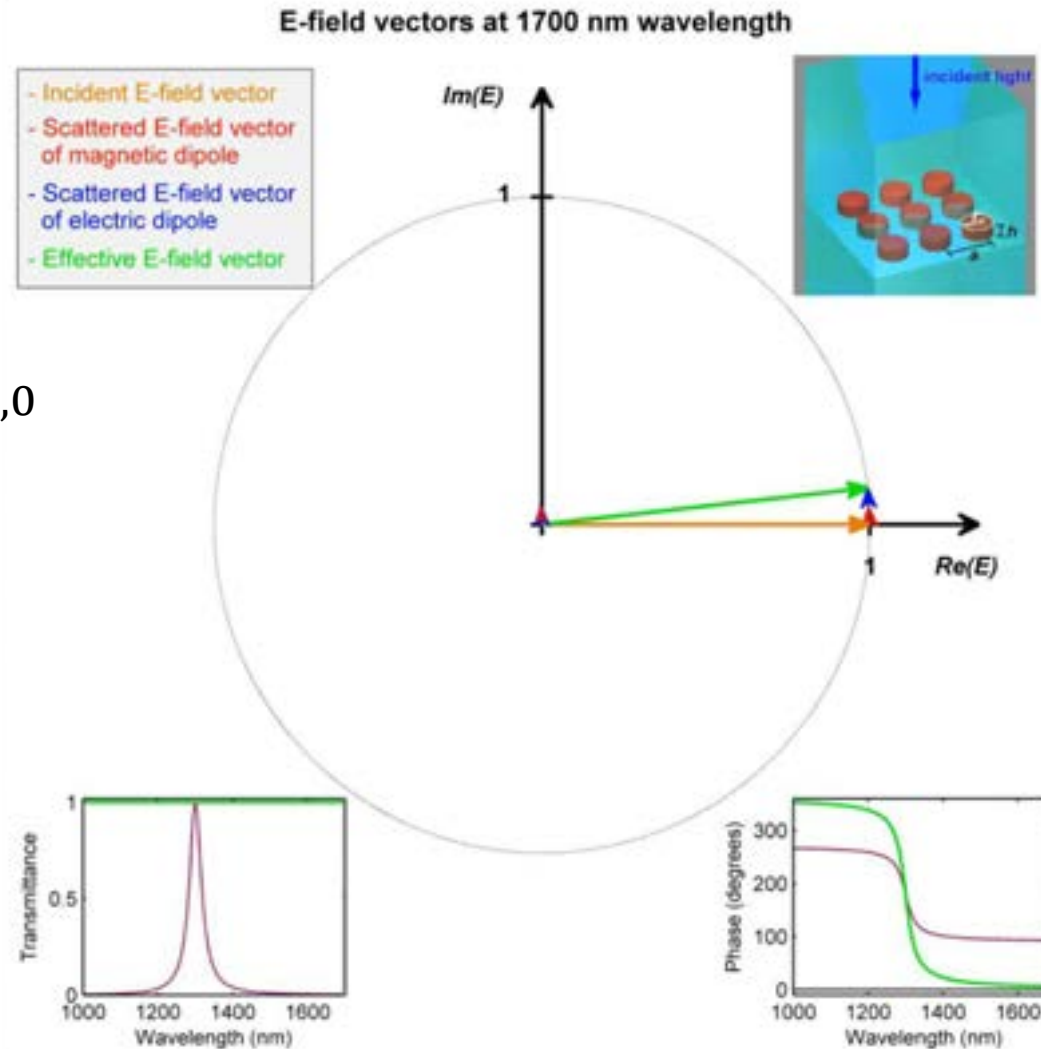 E-field vectors at 1700 nm wavelength
- Incident E-field vector
- Scattered E-field vector
of magnetic dipole
- Scattered E-field vector
of electric dipole
- Effective E-field vector
Im(E)
incident light
h
a
1
,0
1
Re(E)
Transmittance
1
0.5
0
1000 1200 1400 1600
Wavelength (nm)
Phase (degrees)
300
200
100
0
1000 1200 1400 1600
Wavelength (nm)